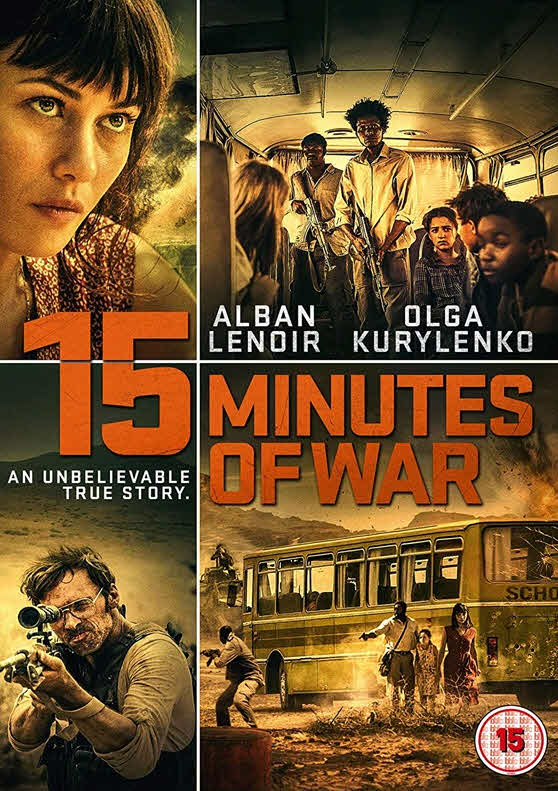 ALBAN
LENOIR
OLGA
KURYLENKO
15
MINUTES
OF WAR
AN UNBELIEVABLE
TRUE STORY.
SCHO
15